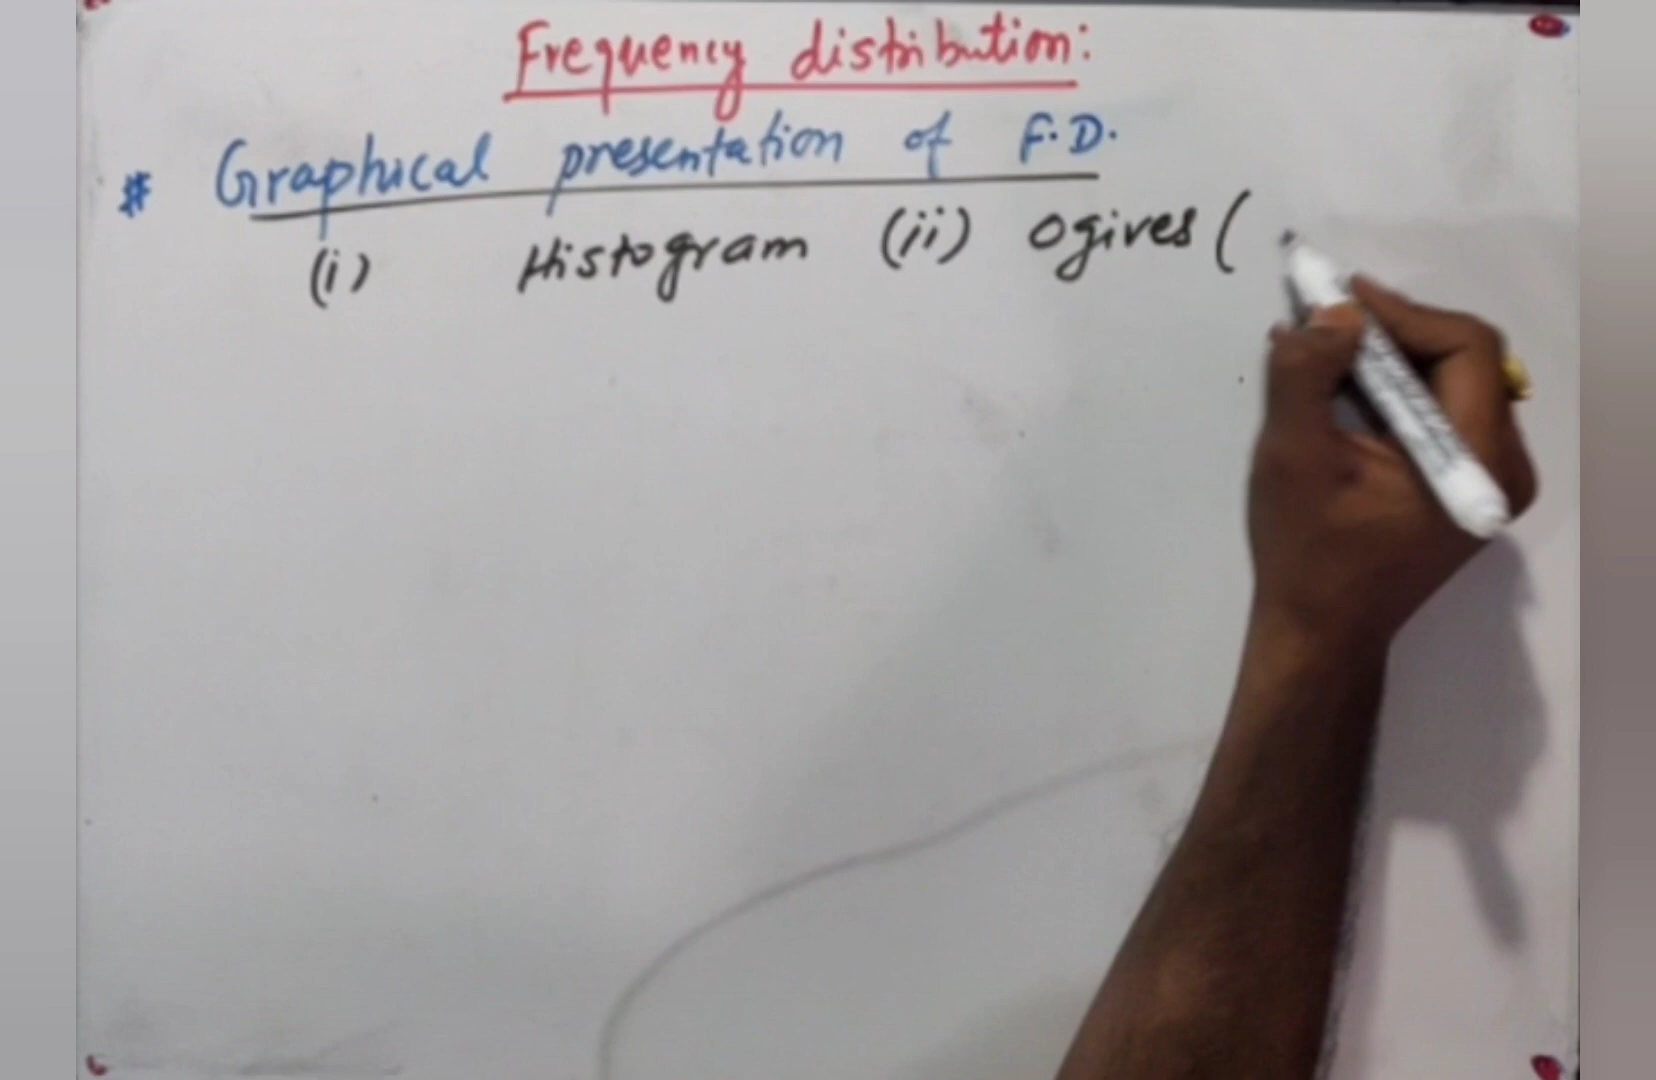 Frequency distribution:
# Graphical presentation of F.D.
(i) Histogram (ii) Ogives (